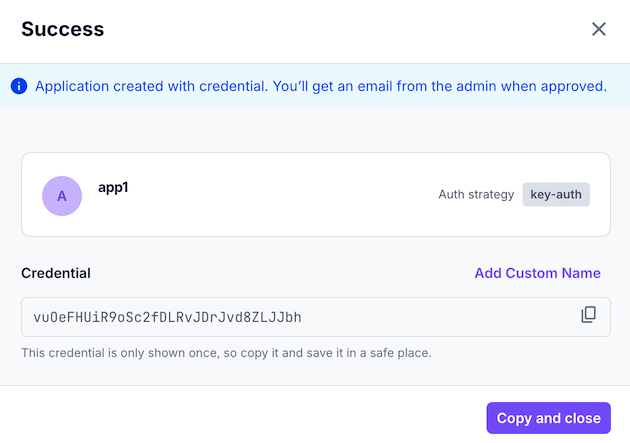 Success
Application created with credential. You’ll get an email from the admin when approved.
A
app1
Auth strategy key-auth
Credential
Add Custom Name
vuOeFHUiR9oSc2fDLRvJDrJvd8ZLJJbh
This credential is only shown once, so copy it and save it in a safe place.
Copy and close